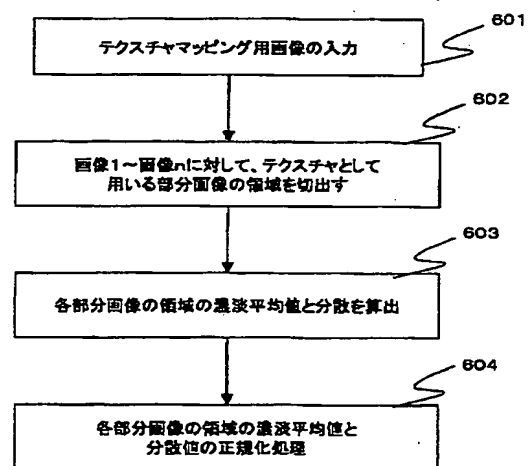 601
テクスチャマッピング用画像の入力
602
画像1～画像nに対して、テクスチャとして
用いる部分画像の領域を切出す
603
各部分画像の領域の濃淡平均値と分散を算出
604
各部分画像の領域の濃淡平均値と
分散値の正規化処理